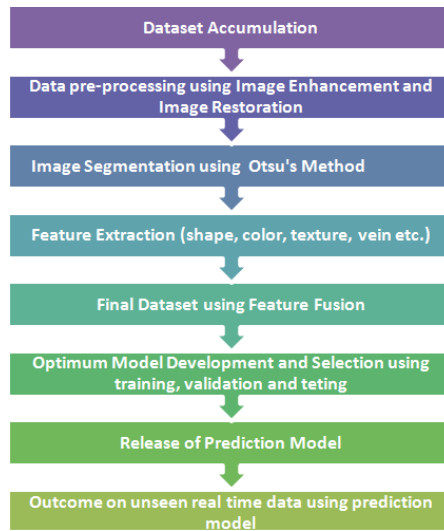 Dataset Accumulation
Data pre-processing using Image Enhancement and
Image Restoration
Image Segmentation using Otsu's Method
Feature Extraction (shape, color, texture, vein etc.)
Final Dataset using Feature Fusion
Optimum Model Development and Selection using
training, validation and teting
Release of Prediction Model
Outcome on unseen real time data using prediction
model